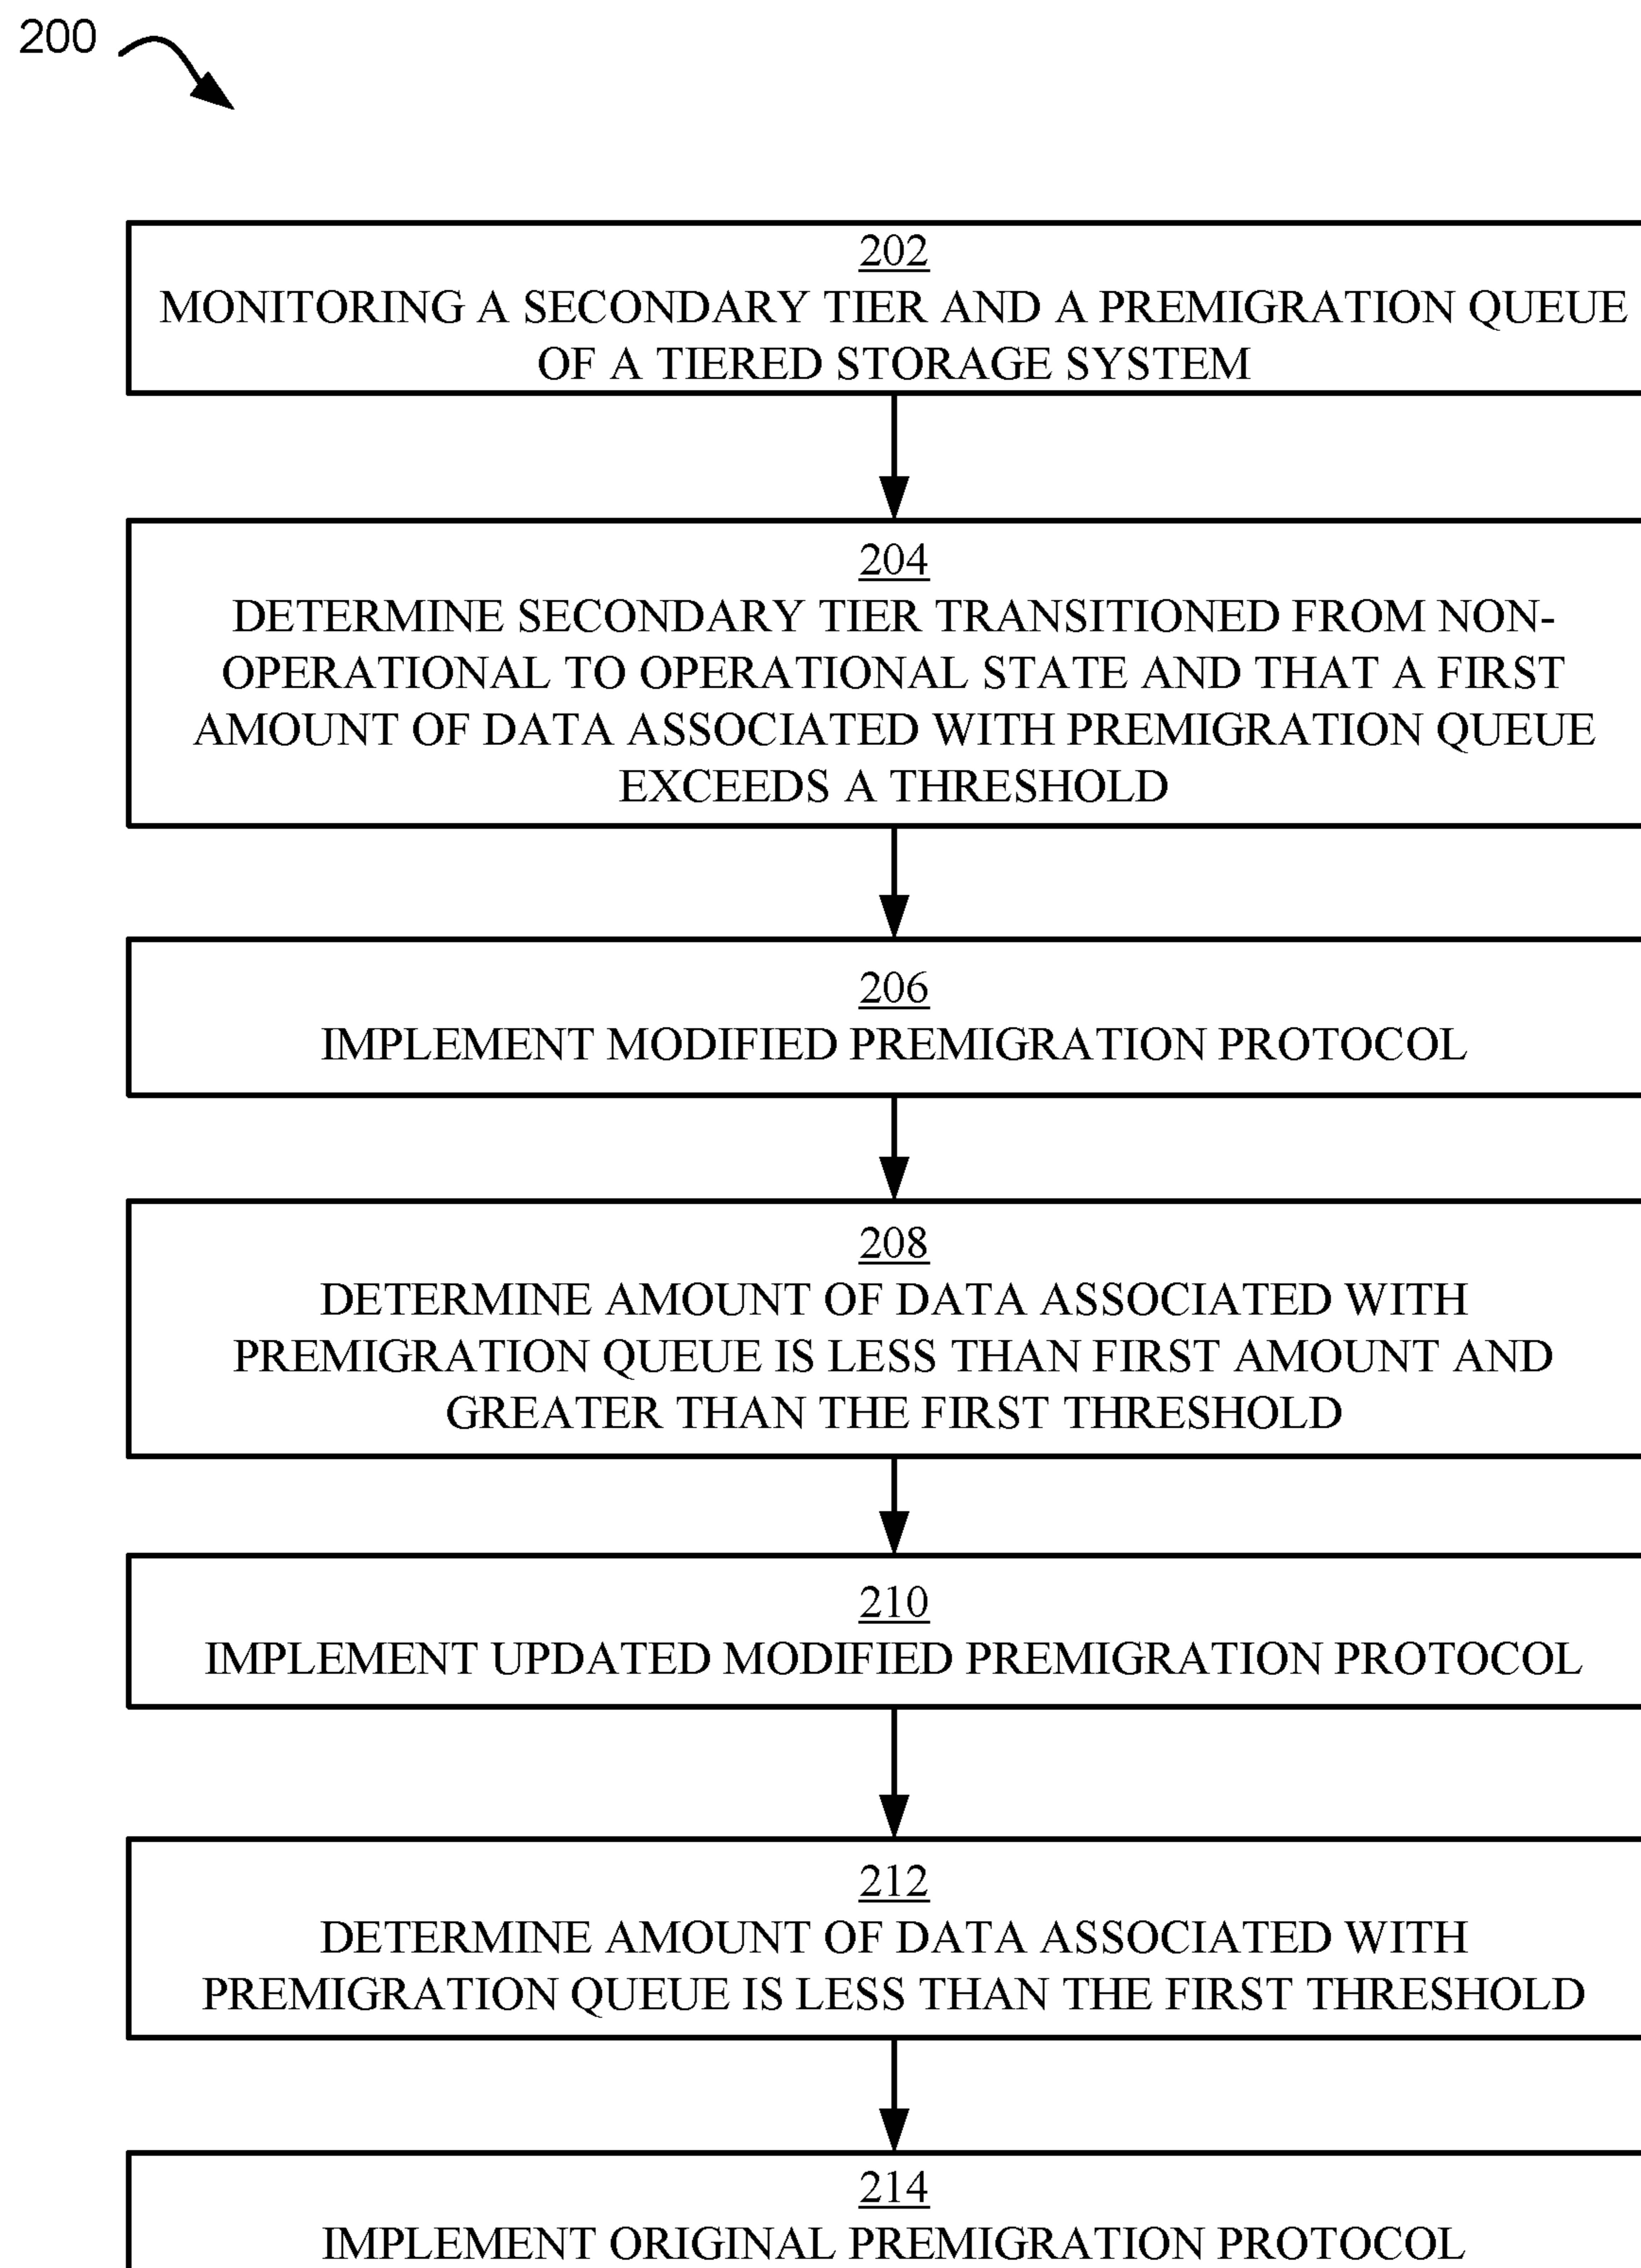 200
202
MONITORING A SECONDARY TIER AND A PREMIGRATION QUEUE
OF A TIERED STORAGE SYSTEM
204
DETERMINE SECONDARY TIER TRANSITIONED FROM NON-
OPERATIONAL TO OPERATIONAL STATE AND THAT A FIRST
AMOUNT OF DATA ASSOCIATED WITH PREMIGRATION QUEUE
EXCEEDS A THRESHOLD
206
IMPLEMENT MODIFIED PREMIGRATION PROTOCOL
208
DETERMINE AMOUNT OF DATA ASSOCIATED WITH
PREMIGRATION QUEUE IS LESS THAN FIRST AMOUNT AND
GREATER THAN THE FIRST THRESHOLD
210
IMPLEMENT UPDATED MODIFIED PREMIGRATION PROTOCOL
212
DETERMINE AMOUNT OF DATA ASSOCIATED WITH
PREMIGRATION QUEUE IS LESS THAN THE FIRST THRESHOLD
214
IMPLEMENT ORIGINAL PREMIGRATION PROTOCOL